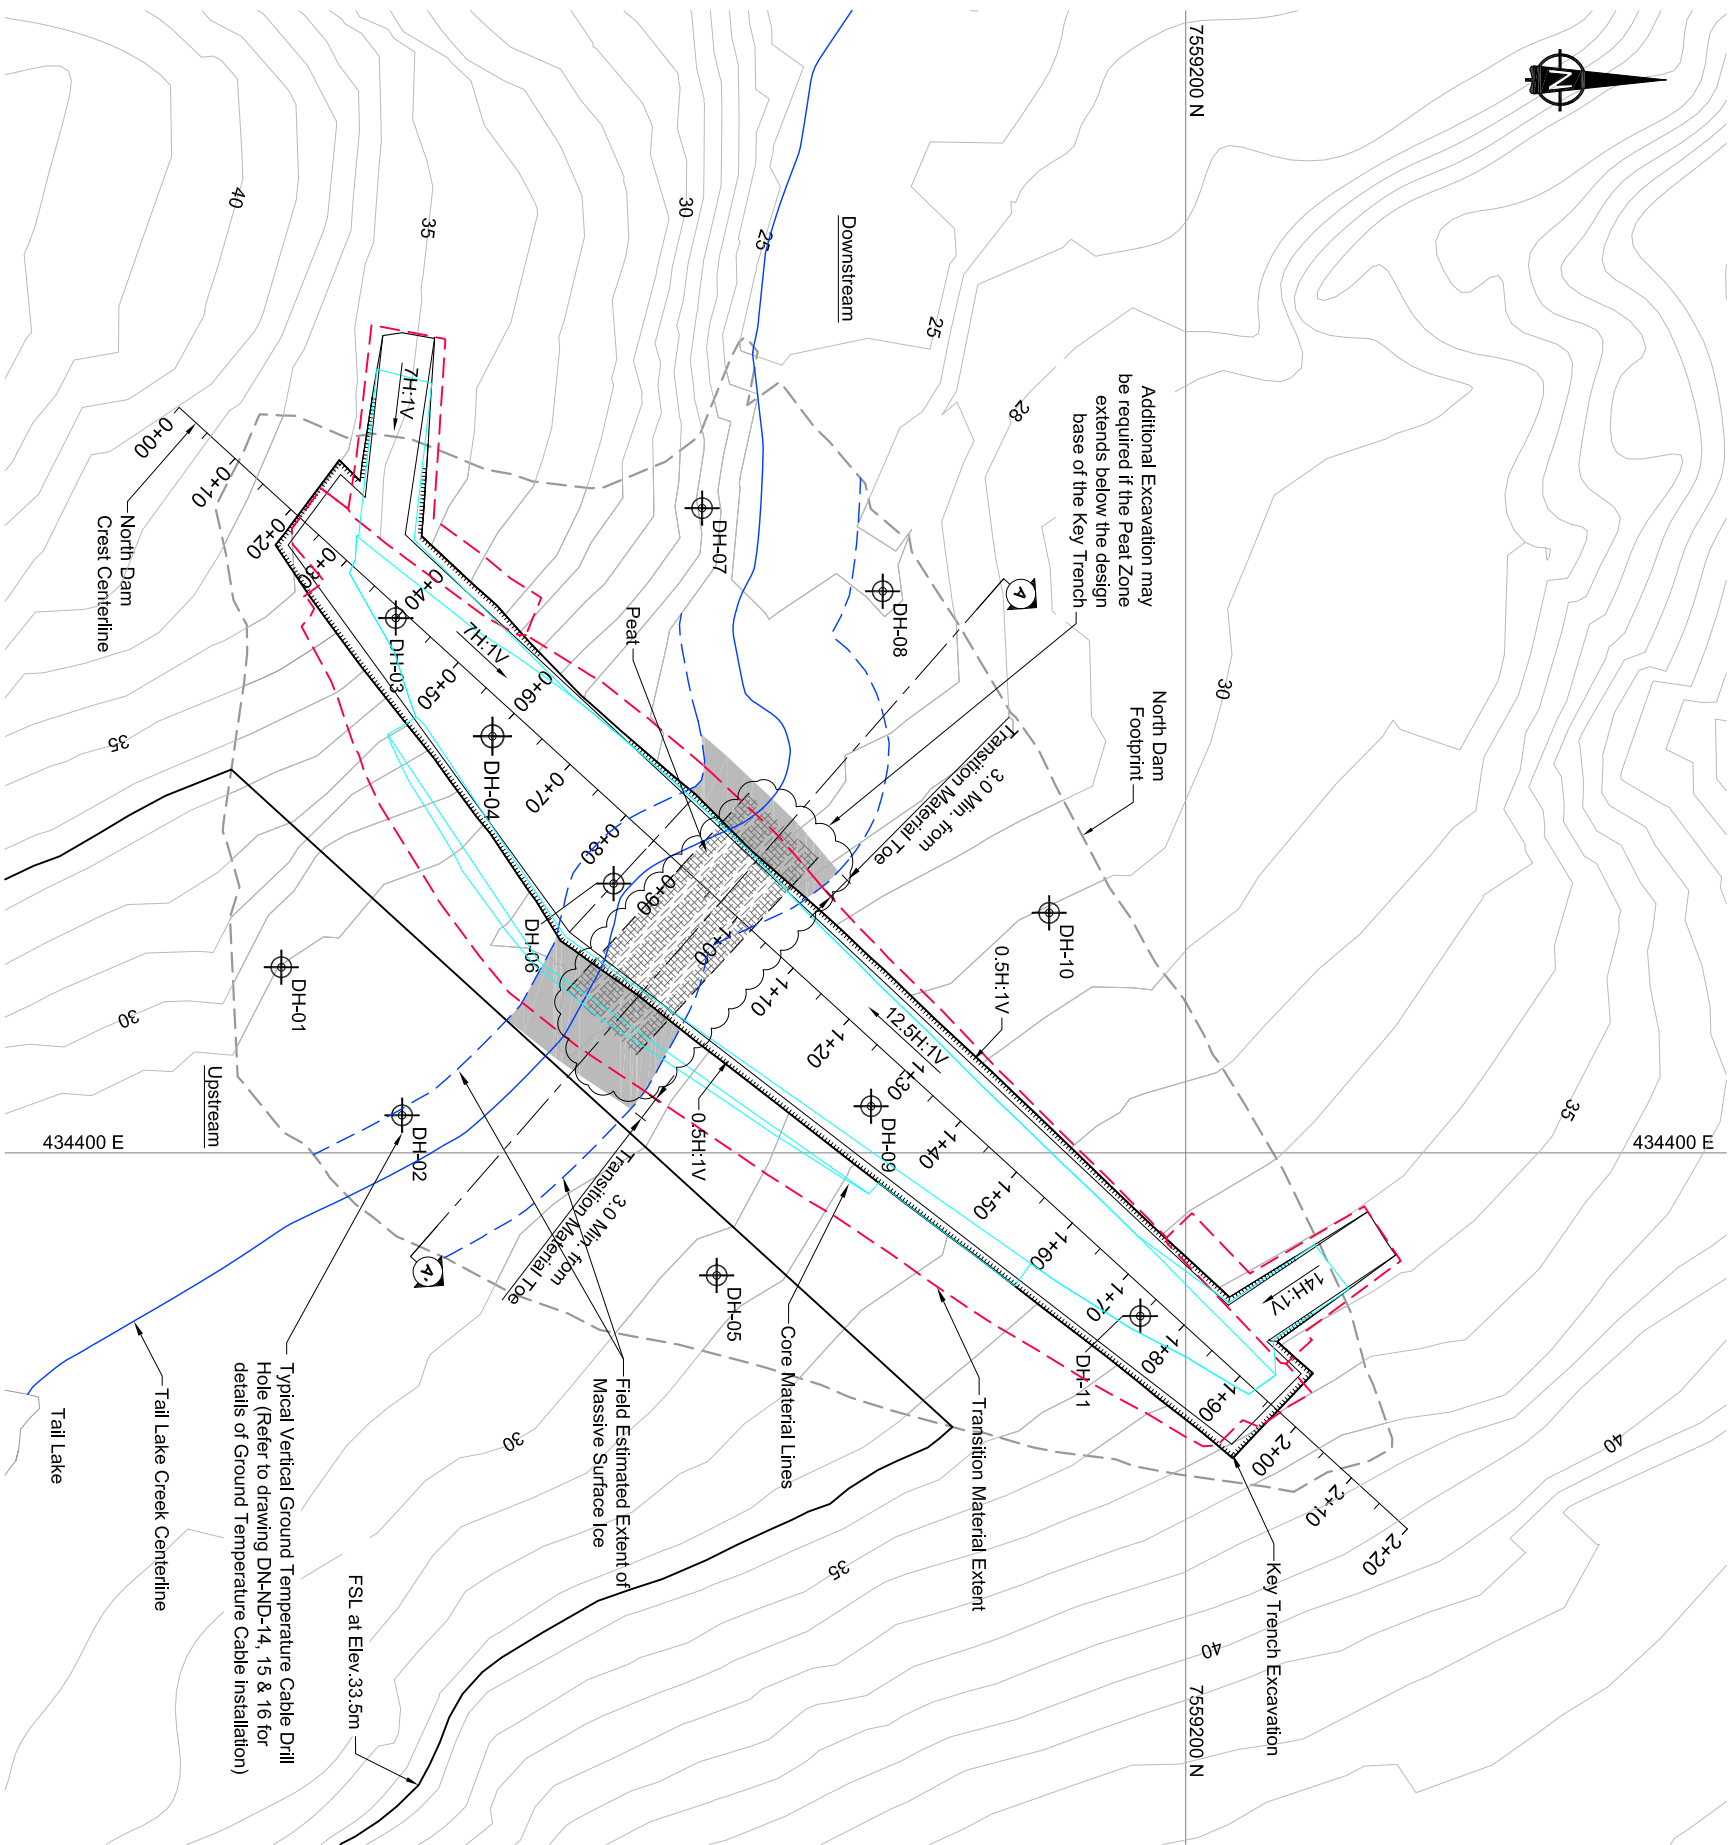 7559200 N
N
40
35
30
25
Downstream
25
28
Additional Excavation may
be required if the Peat Zone
extends below the design
base of the Key Trench
A
North Dam
Footprint
30
7H:1V
North Dam
Crest Centerline
0+00
0+10
0+20
0+30
0+40
0+50
0+60
0+70
0+80
0+90
1+00
1+10
1+20
1+30
1+40
1+50
1+60
1+70
1+80
1+90
2+00
2+10
2+20
7H:1V
DH-07
DH-08
DH-03
DH-04
DH-06
DH-10
DH-09
DH-01
DH-02
DH-05
DH-11
Peat
3.0 Min. from
Transition Material Toe
0.5H:1V
12.5H:1V
0.5H:1V
3.0 Min. from
Transition Material Toe
14H:1V
35
30
35
Upstream
434400 E
434400 E
A'
Core Material Lines
Transition Material Extent
Key Trench Excavation
Field Estimated Extent of
Massive Surface Ice
Typical Vertical Ground Temperature Cable Drill
Hole (Refer to drawing DN-ND-14, 15 & 16 for
details of Ground Temperature Cable installation)
Tail Lake Creek Centerline
Tail Lake
FSL at Elev.33.5m
30
35
40
40
7559200 N